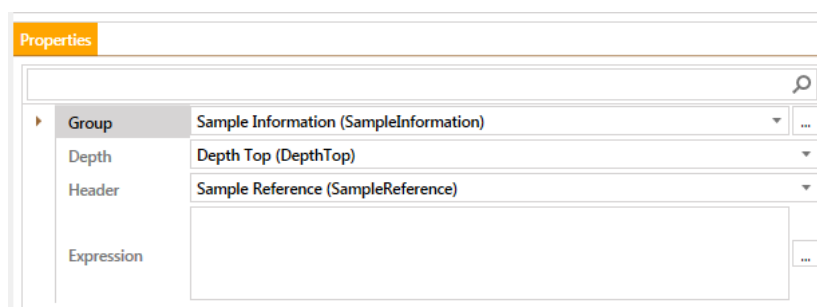 Properties
Group Sample Information (SampleInformation) ...
Depth Depth Top (DepthTop)
Header Sample Reference (SampleReference)
Expression ...